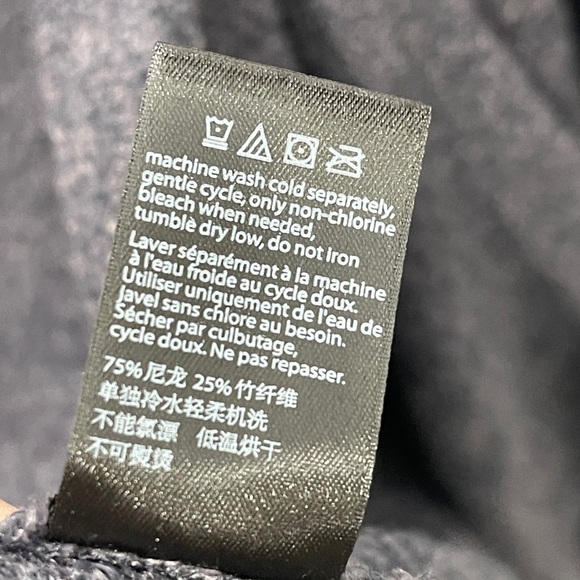 machine wash cold separately,
gentle cycle, only non-chlorine
bleach when needed,
tumble dry low, do not iron
Laver séparément à la machine
à l'eau froide au cycle doux.
Utiliser uniquement de l'eau de
javel sans chlore au besoin.
Sécher par culbutage,
cycle doux. Ne pas repasser.
75%尼龙 25%竹纤维
单独冷水轻柔机洗
不能氯漂 低温烘干
不可熨烫